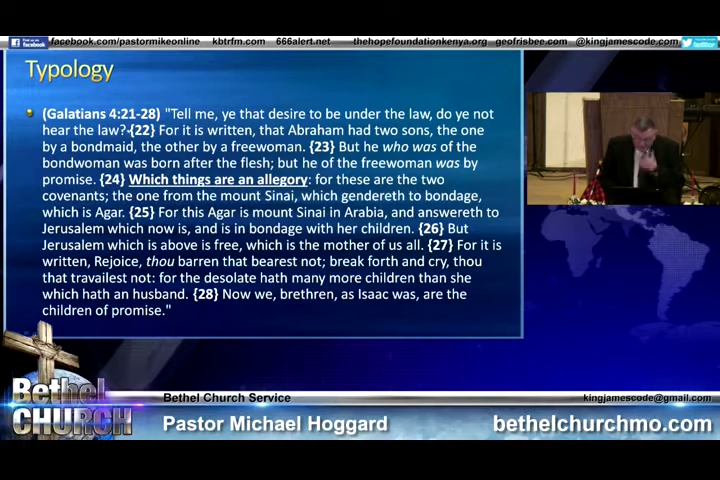 Find us on facebook facebook.com/pastormikeonline kbtrfm.com 666alert.net thehopefoundationkenya.org geofrisbee.com @kingjamescode.com twitter
Typology
(Galatians 4:21-28) "Tell me, ye that desire to be under the law, do ye not
hear the law? {22} For it is written, that Abraham had two sons, the one
by a bondmaid, the other by a freewoman. {23} But he who was of the
bondwoman was born after the flesh; but he of the freewoman was by
promise. {24} Which things are an allegory: for these are the two
covenants; the one from the mount Sinai, which gendereth to bondage,
which is Agar. {25} For this Agar is mount Sinai in Arabia, and answereth to
Jerusalem which now is, and is in bondage with her children. {26} But
Jerusalem which is above is free, which is the mother of us all. {27} For it is
written, Rejoice, thou barren that bearest not; break forth and cry, thou
that travailest not: for the desolate hath many more children than she
which hath an husband. {28} Now we, brethren, as Isaac was, are the
children of promise."
Bethel
CHURCH
Bethel Church Service kingjamescode@gmail.com
Pastor Michael Hoggard bethelchurchmo.com